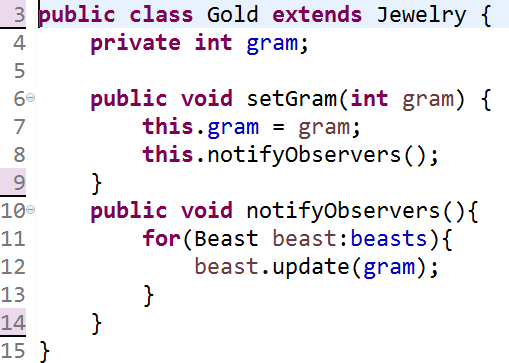 3 public class Gold extends Jewelry {
4     private int gram;
5
6     public void setGram(int gram) {
7         this.gram = gram;
8         this.notifyObservers();
9     }
10     public void notifyObservers(){
11         for(Beast beast:beasts){
12             beast.update(gram);
13         }
14     }
15 }